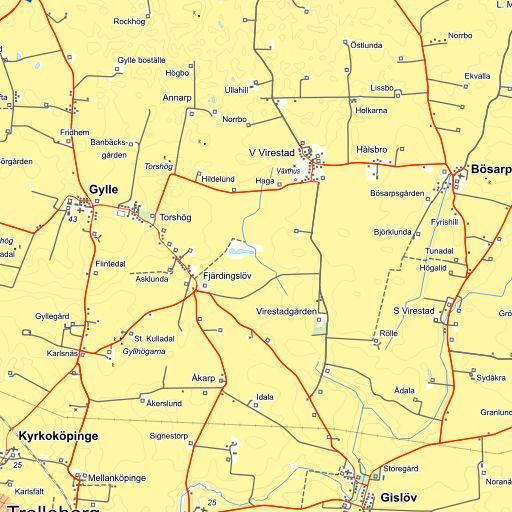 Rockhög
L. M
Norrbo
Östlunda
Gylle boställe
Högbo
Ekvalla
Ullahill
Lissbo
Annarp
Holkarna
Norrbo
Fridhem
Banbäcks-
gården
V Virestad
Hålsbro
Sörgården
Torshög
Växthus
Bösarp
Hildelund
Haga
Gylle
Bösarpsgården
43
Torshög
Fyrishill
Björklunda
Tunadal
Flintedal
Högalid
Asklunda
Fjärdingslöv
Gyllegård
Virestadgården
S Virestad
St. Kulladal
Rölle
Karlsnäs
Gyllhögarna
Åkarp
Sydåkra
Ådala
Åkerslund
Idala
Granlund
Kyrkoköpinge
Signestorp
25
Storegård
Mellanköpinge
Karlsfält
25
Gislöv
Trelleborg